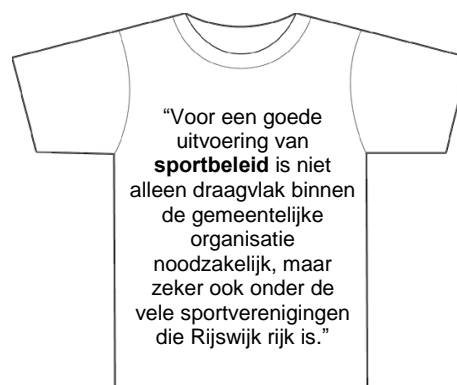 “Voor een goede
uitvoering van
sportbeleid is niet
alleen draagvlak binnen
de gemeentelijke
organisatie
noodzakelijk, maar
zeker ook onder de
vele sportverenigingen
die Rijswijk rijk is.”